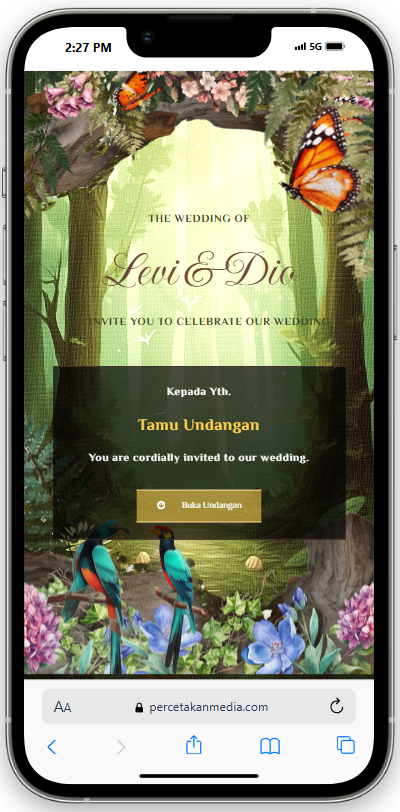 2:27 PM
5G
THE WEDDING OF
Levi & Dio
INVITE YOU TO CELEBRATE OUR WEDDING
Kepada Yth.
Tamu Undangan
You are cordially invited to our wedding.
Buka Undangan
AA
percetakanmedia.com